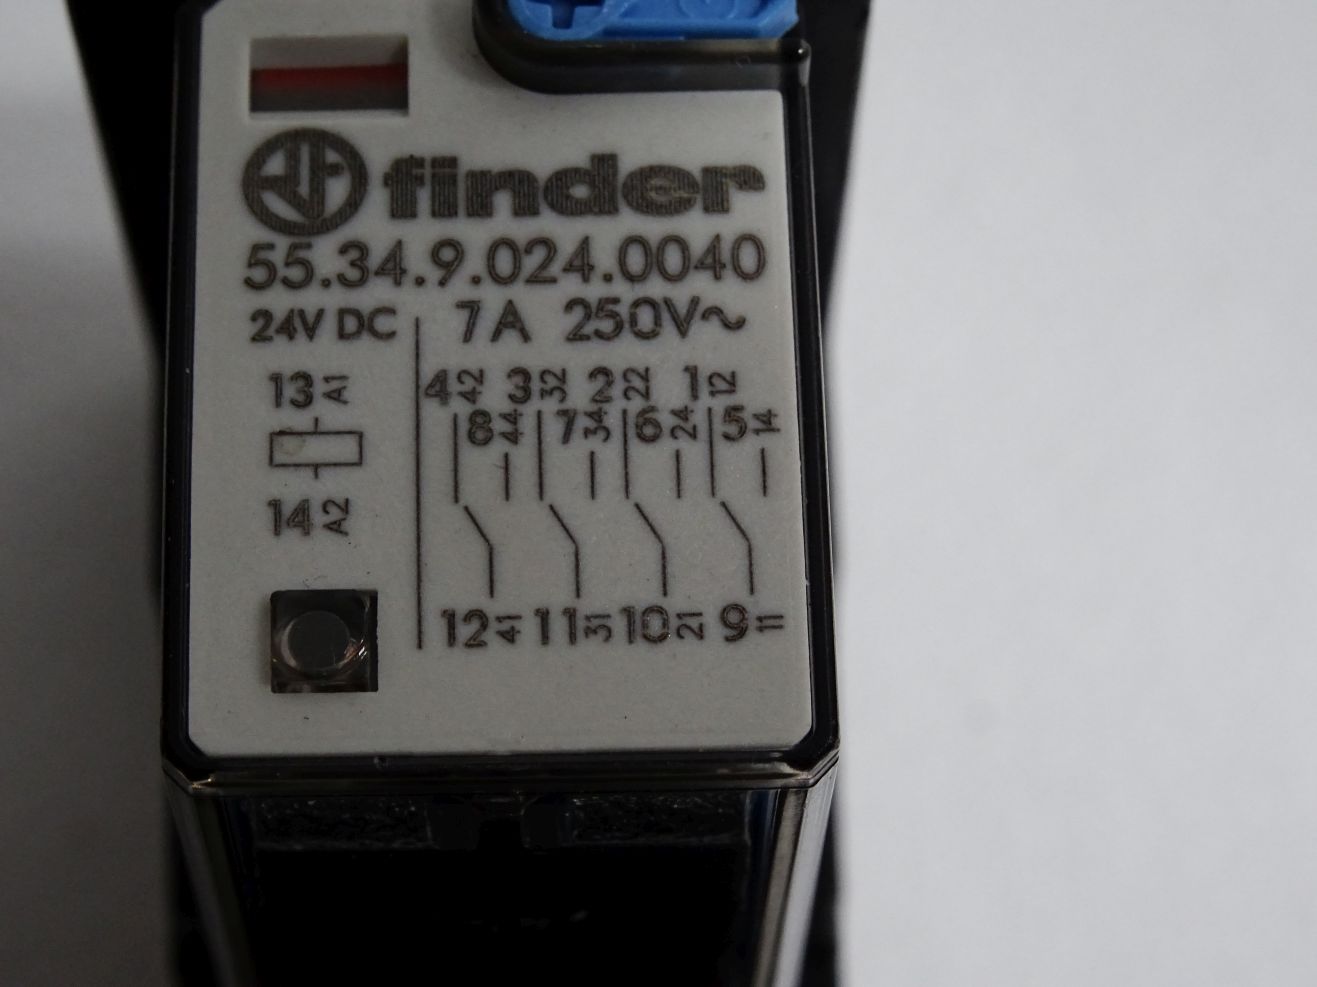 finder
55.34.9.024.0040
24V DC 7A 250V~
13 A1 4 42 3 32 2 22 1 12
8 44 7 34 6 24 5 14
14 A2
12 41 11 31 10 21 9 11